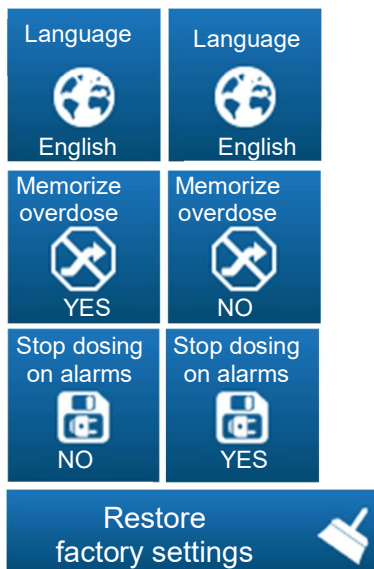 Language
English
Language
English
Memorize
overdose
YES
Memorize
overdose
NO
Stop dosing
on alarms
NO
Stop dosing
on alarms
YES
Restore
factory settings